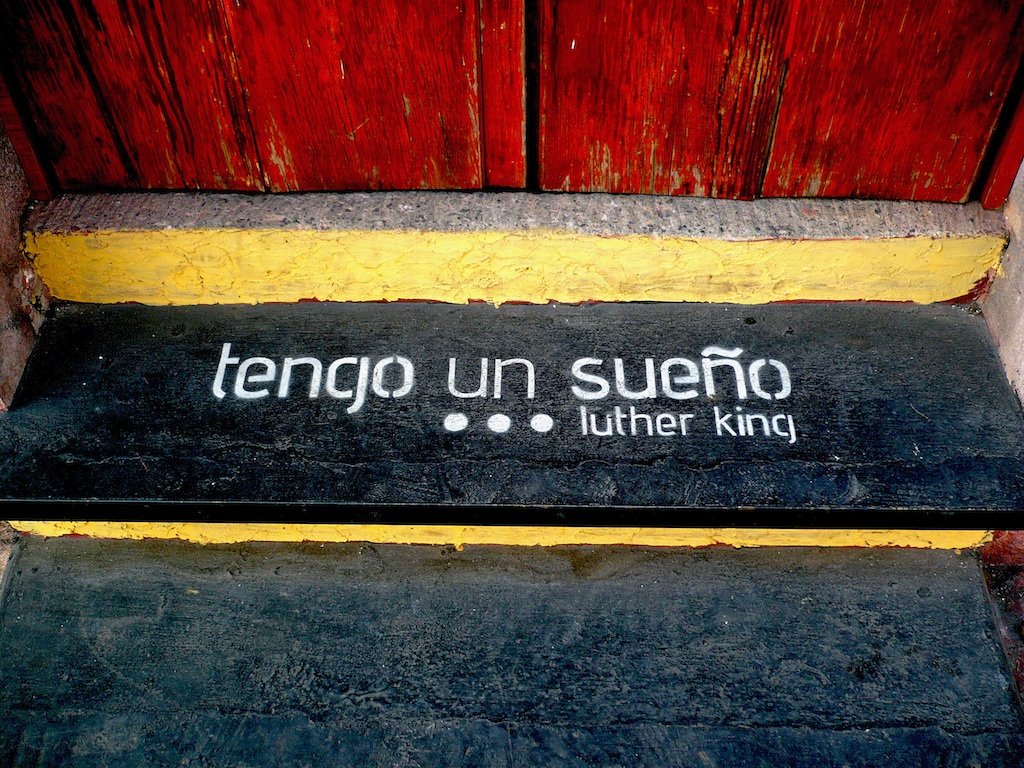 tengo un sueño
... luther king